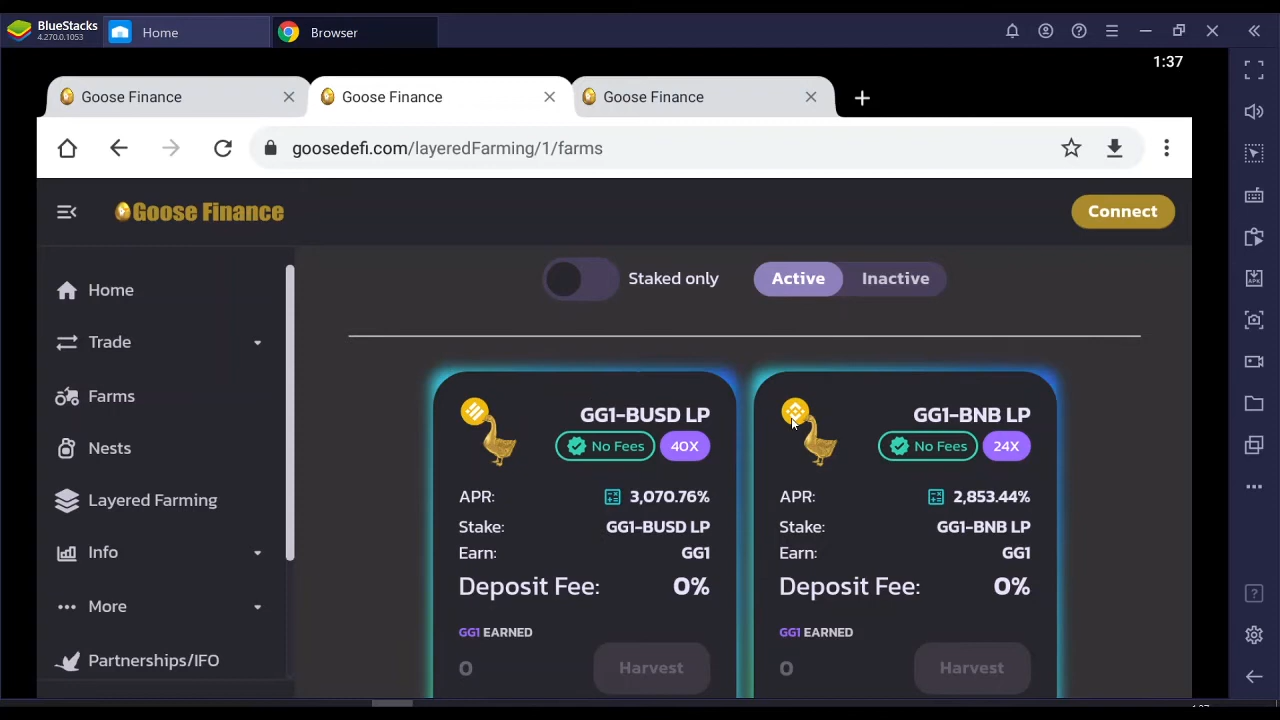 BlueStacks
4.270.0.1053
Home
Browser
1:37
Goose Finance
Goose Finance
Goose Finance
goosedefi.com/layeredFarming/1/farms
Goose Finance
Connect
Home
Trade
Farms
Nests
Layered Farming
Info
More
Partnerships/IFO
Staked only
Active
Inactive
GG1-BUSD LP
No Fees
40X
APR:
3,070.76%
Stake:
GG1-BUSD LP
Earn:
GG1
Deposit Fee:
0%
GG1 EARNED
0
Harvest
GG1-BNB LP
No Fees
24X
APR:
2,853.44%
Stake:
GG1-BNB LP
Earn:
GG1
Deposit Fee:
0%
GG1 EARNED
0
Harvest